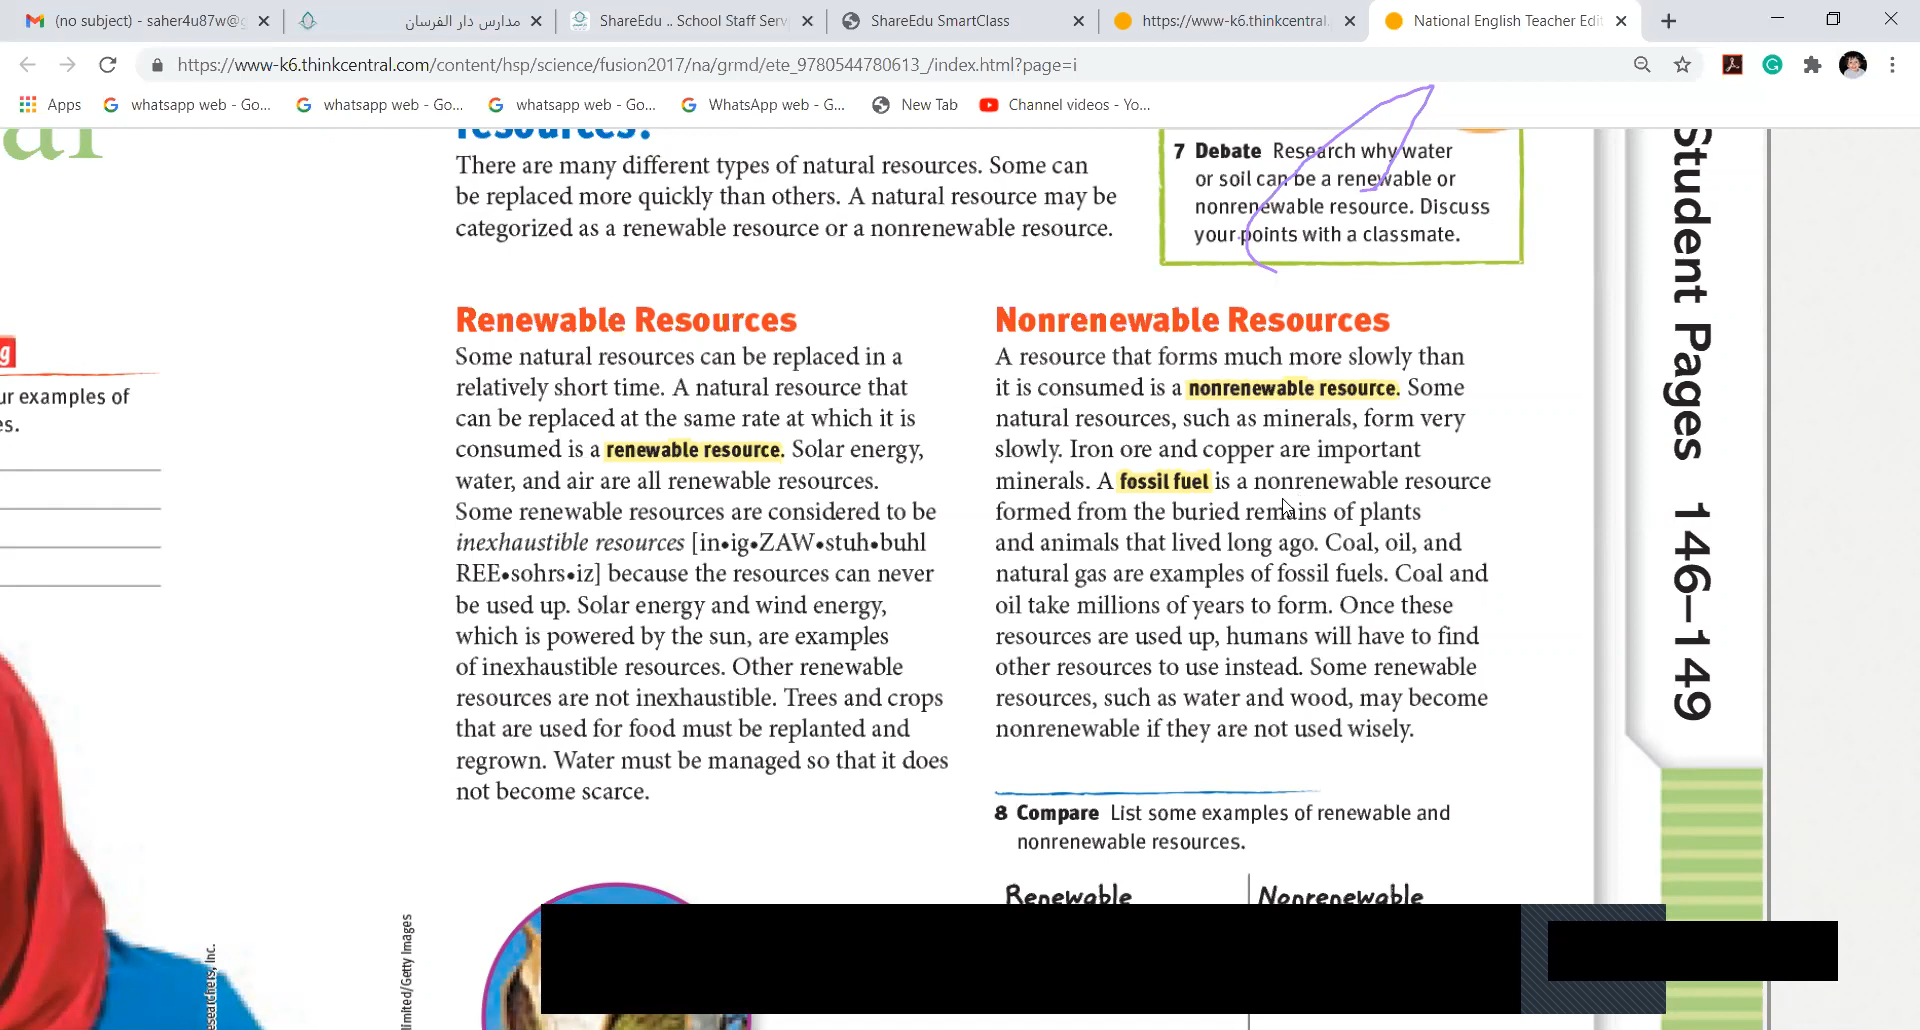 (no subject) - saher4u87w@g
مدارس دار الفرسان
ShareEdu .. School Staff Serv
ShareEdu SmartClass
https://www-k6.thinkcentral.
National English Teacher Edit
https://www-k6.thinkcentral.com/content/hsp/science/fusion2017/na/grmd/ete_9780544780613_/index.html?page=i
Apps
whatsapp web - Go...
whatsapp web - Go...
whatsapp web - Go...
WhatsApp web - G...
New Tab
Channel videos - Yo...
resources?
There are many different types of natural resources. Some can
be replaced more quickly than others. A natural resource may be
categorized as a renewable resource or a nonrenewable resource.
7 Debate Research why water
or soil can be a renewable or
nonrenewable resource. Discuss
your points with a classmate.
ur examples of
es.
Renewable Resources
Some natural resources can be replaced in a
relatively short time. A natural resource that
can be replaced at the same rate at which it is
consumed is a renewable resource. Solar energy,
water, and air are all renewable resources.
Some renewable resources are considered to be
inexhaustible resources [in•ig•ZAW•stuh•buhl
REE•sohrs•iz] because the resources can never
be used up. Solar energy and wind energy,
which is powered by the sun, are examples
of inexhaustible resources. Other renewable
resources are not inexhaustible. Trees and crops
that are used for food must be replanted and
regrown. Water must be managed so that it does
not become scarce.
Nonrenewable Resources
A resource that forms much more slowly than
it is consumed is a nonrenewable resource. Some
natural resources, such as minerals, form very
slowly. Iron ore and copper are important
minerals. A fossil fuel is a nonrenewable resource
formed from the buried remains of plants
and animals that lived long ago. Coal, oil, and
natural gas are examples of fossil fuels. Coal and
oil take millions of years to form. Once these
resources are used up, humans will have to find
other resources to use instead. Some renewable
resources, such as water and wood, may become
nonrenewable if they are not used wisely.
8 Compare List some examples of renewable and
nonrenewable resources.
Renewable
Nonrenewable
Student Pages 146–149
esearchers, Inc.
limited/Getty Images